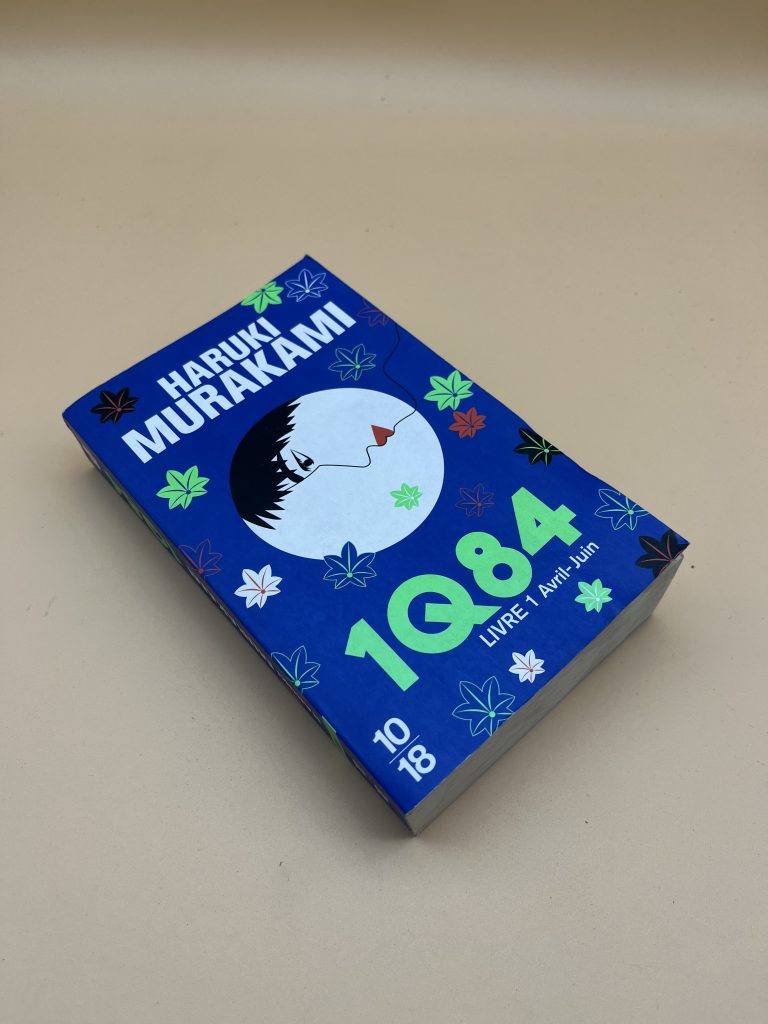 HARUKI
MURAKAMI
1Q84
LIVRE 1 Avril-Juin
10
18